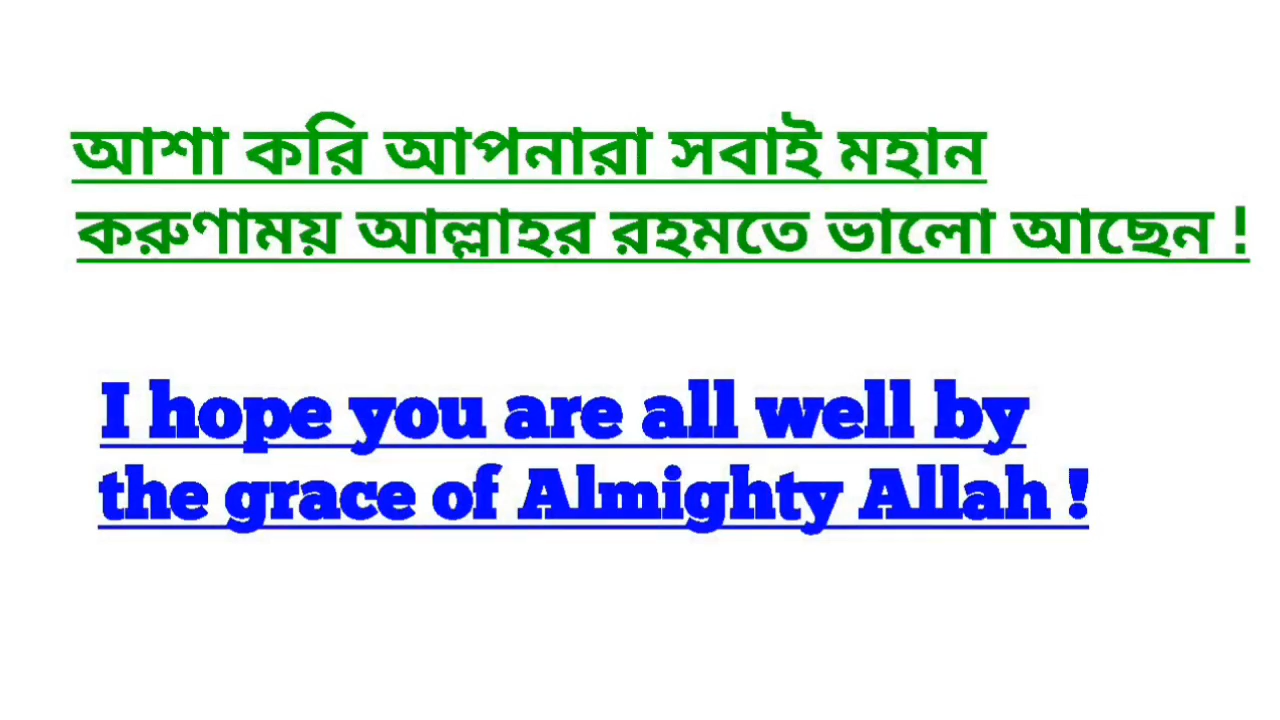 আশা করি আপনারা সবাই মহান
করুণাময় আল্লাহর রহমতে ভালো আছেন !
I hope you are all well by
the grace of Almighty Allah !